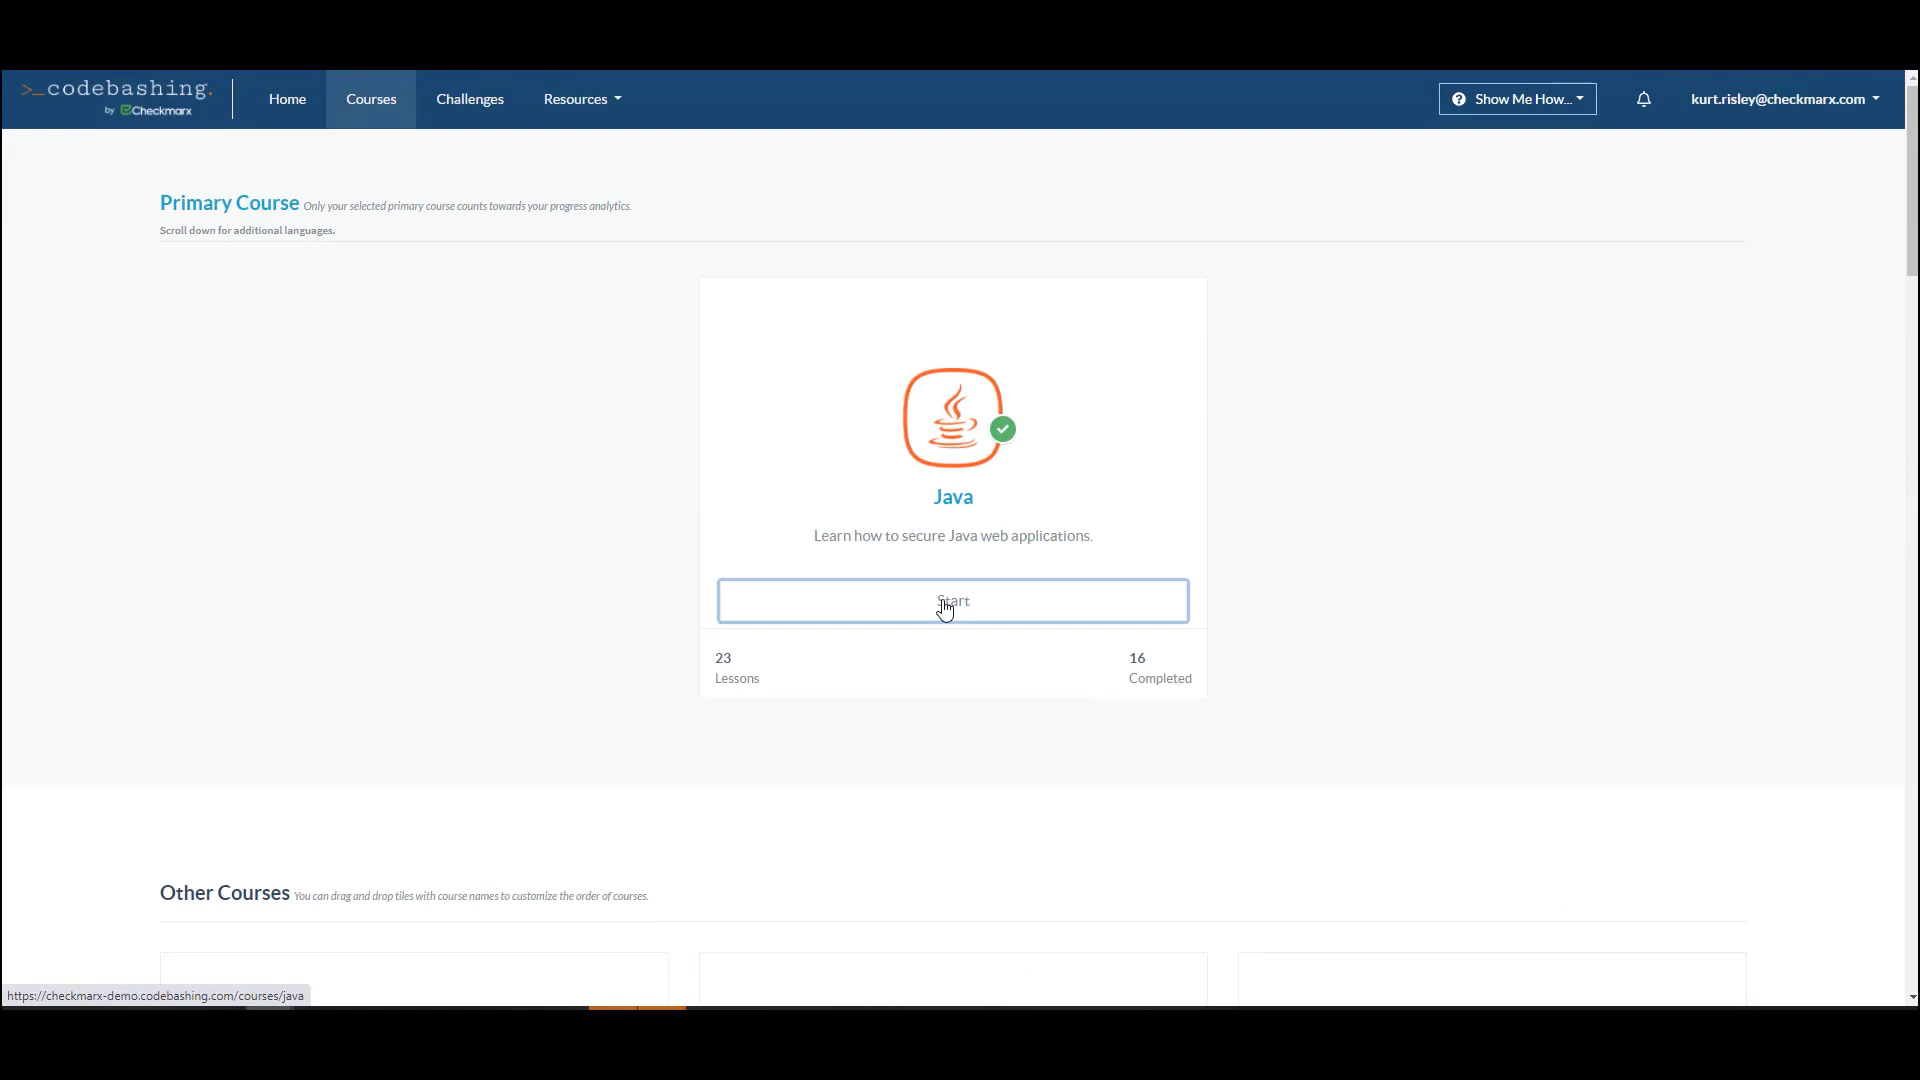 >_codebashing.
by Checkmarx
Home
Courses
Challenges
Resources
Show Me How...
kurt.risley@checkmarx.com
Primary Course Only your selected primary course counts towards your progress analytics.
Scroll down for additional languages.
Java
Learn how to secure Java web applications.
Start
23
Lessons
16
Completed
Other Courses You can drag and drop tiles with course names to customize the order of courses.
https://checkmarx-demo.codebashing.com/courses/java